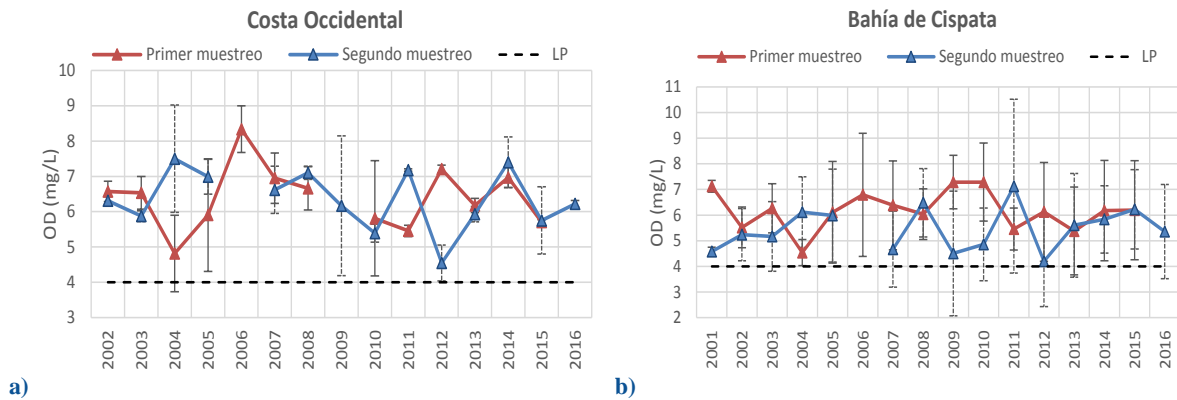 Costa Occidental
Primer muestreo Segundo muestreo LP
OD (mg/L)
10
9
8
7
6
5
4
3
2002 2003 2004 2005 2006 2007 2008 2009 2010 2011 2012 2013 2014 2015 2016
a)
Bahía de Cispata
Primer muestreo Segundo muestreo LP
OD (mg/L)
11
10
9
8
7
6
5
4
3
2
2001 2002 2003 2004 2005 2006 2007 2008 2009 2010 2011 2012 2013 2014 2015 2016
b)